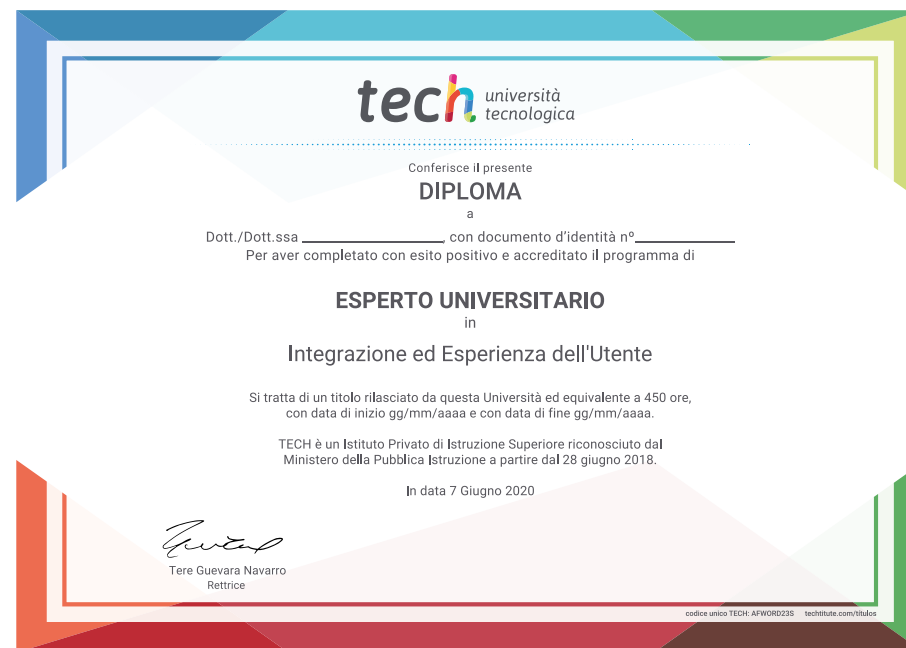 tech università
tecnologica
Conferisce il presente
DIPLOMA
a
Dott./Dott.ssa ________________, con documento d'identità nº____________
Per aver completato con esito positivo e accreditato il programma di
ESPERTO UNIVERSITARIO
in
Integrazione ed Esperienza dell'Utente
Si tratta di un titolo rilasciato da questa Università ed equivalente a 450 ore,
con data di inizio gg/mm/aaaa e con data di fine gg/mm/aaaa.
TECH è un Istituto Privato di Istruzione Superiore riconosciuto dal
Ministero della Pubblica Istruzione a partire dal 28 giugno 2018.
In data 7 Giugno 2020
Tere Guevara Navarro
Rettrice
codice unico TECH: AFWORD23S techtitute.com/titulos